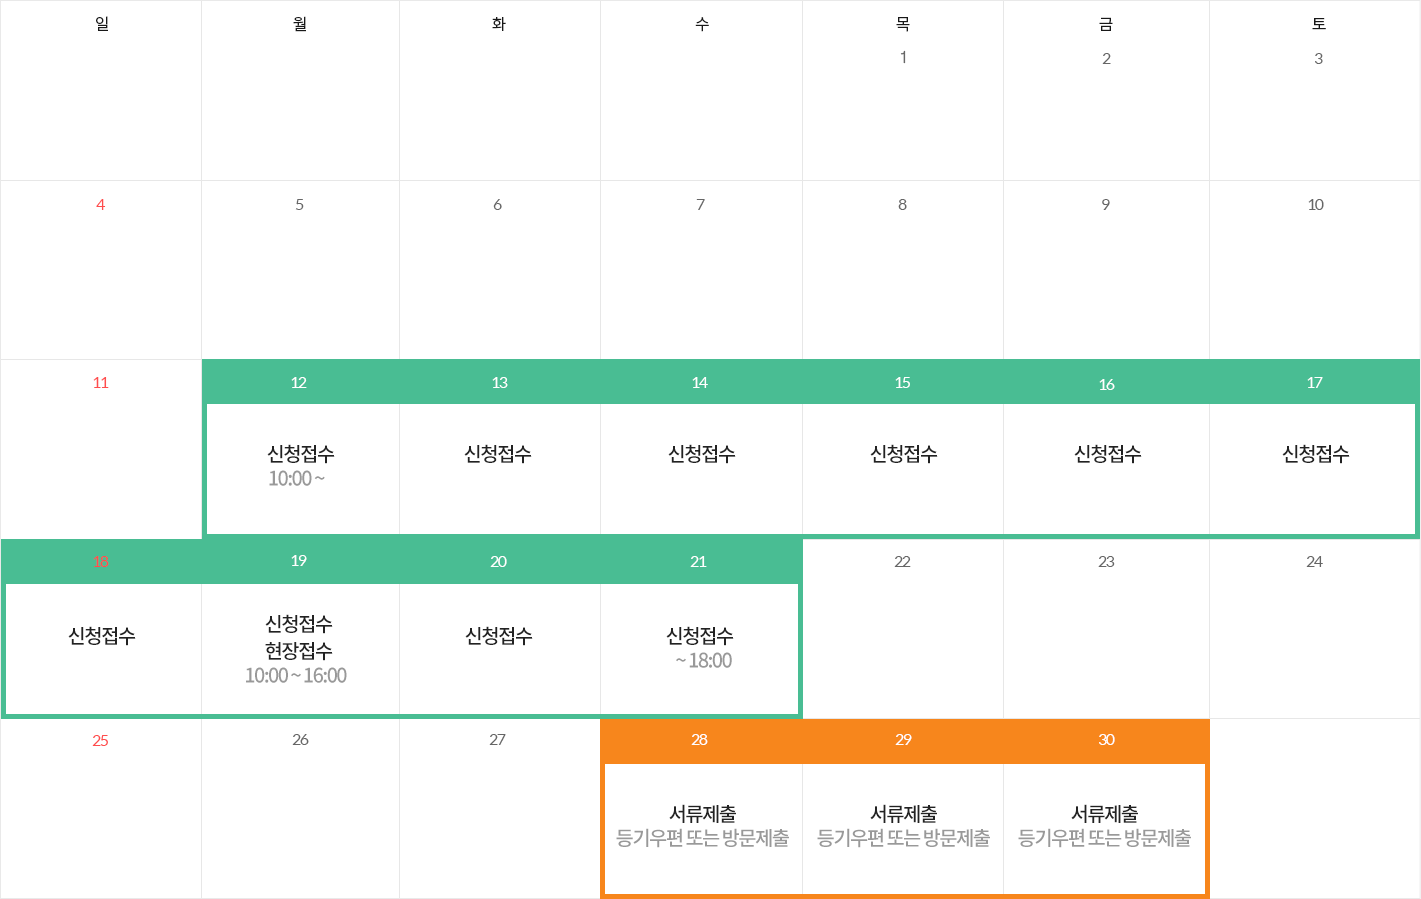 일 월 화 수 목 금 토
1 2 3
4 5 6 7 8 9 10
11 12 13 14 15 16 17
신청접수 신청접수 신청접수 신청접수 신청접수 신청접수
10:00 ~
18 19 20 21 22 23 24
신청접수 신청접수 신청접수 신청접수
현장접수
10:00 ~ 16:00 ~ 18:00
25 26 27 28 29 30
서류제출 서류제출 서류제출
등기우편 또는 방문제출 등기우편 또는 방문제출 등기우편 또는 방문제출